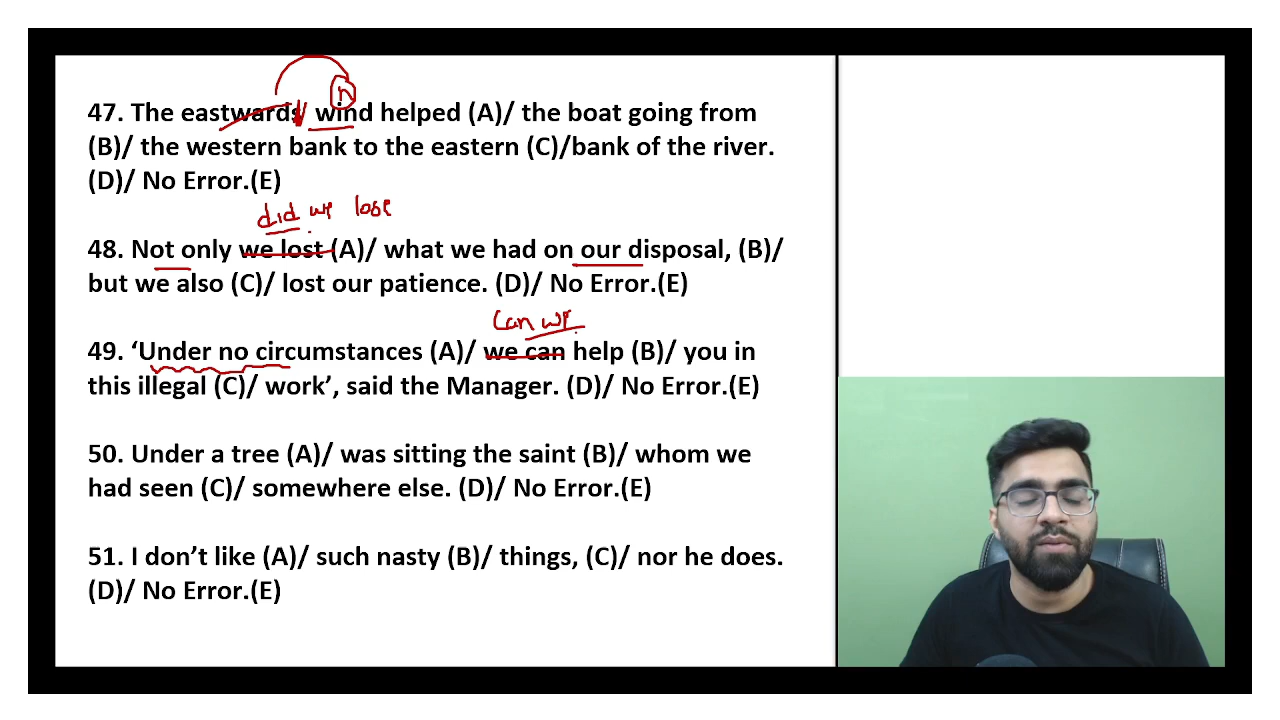 n
47. The eastwards wind helped (A)/ the boat going from
(B)/ the western bank to the eastern (C)/bank of the river.
(D)/ No Error.(E)
did we lose
48. Not only we lost (A)/ what we had on our disposal, (B)/
but we also (C)/ lost our patience. (D)/ No Error.(E)
Can we
49. ‘Under no circumstances (A)/ we can help (B)/ you in
this illegal (C)/ work’, said the Manager. (D)/ No Error.(E)
50. Under a tree (A)/ was sitting the saint (B)/ whom we
had seen (C)/ somewhere else. (D)/ No Error.(E)
51. I don’t like (A)/ such nasty (B)/ things, (C)/ nor he does.
(D)/ No Error.(E)